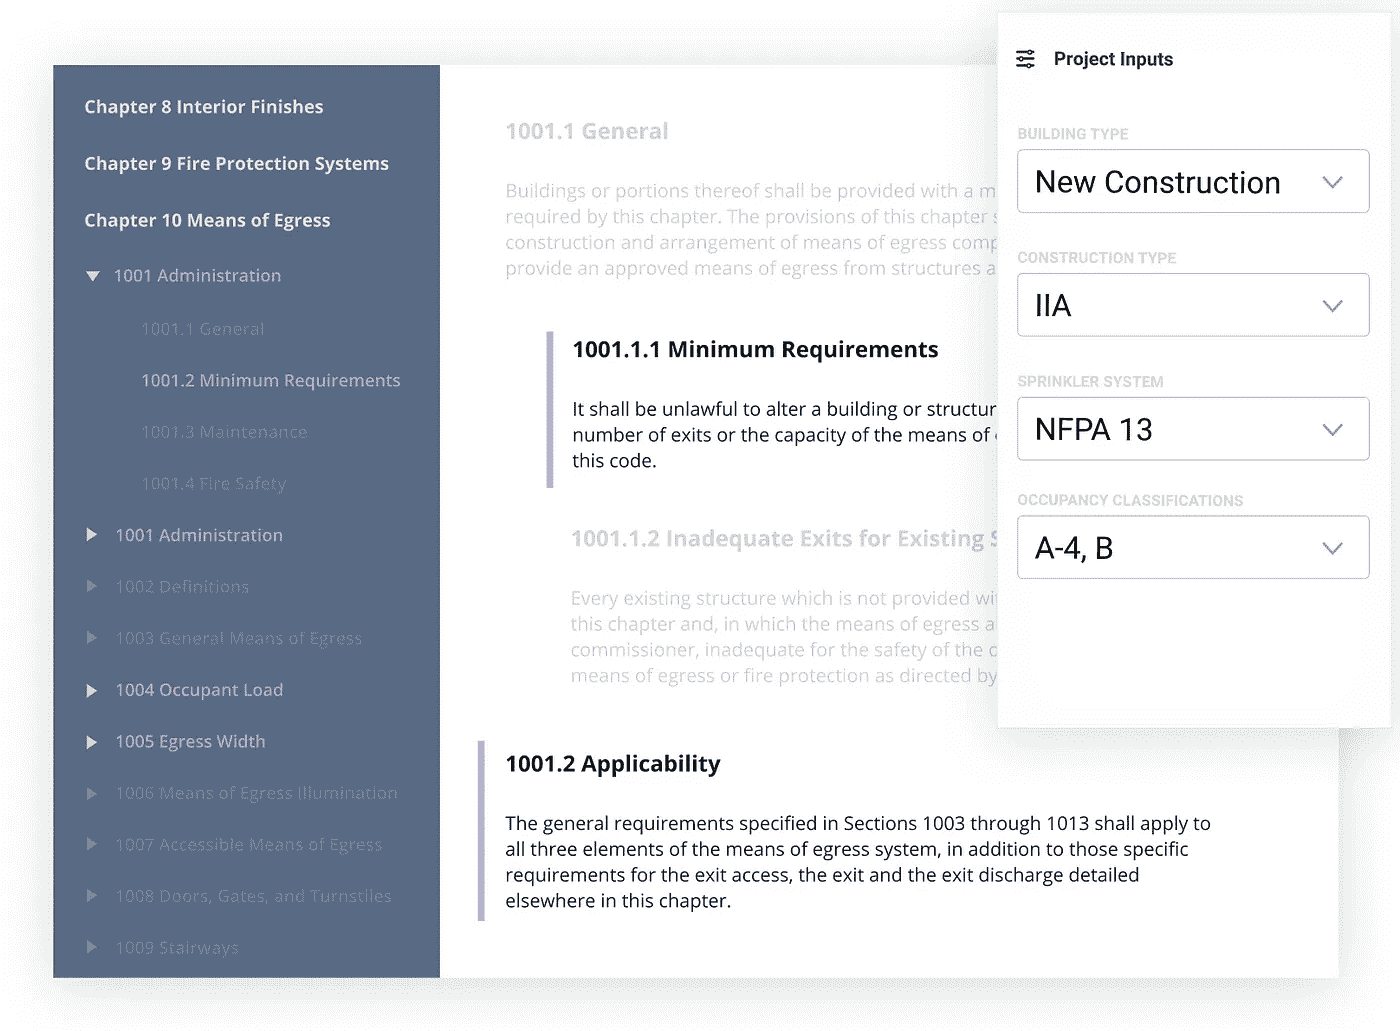 Chapter 8 Interior Finishes
Chapter 9 Fire Protection Systems
Chapter 10 Means of Egress
1001 Administration
1001.1 General
1001.2 Minimum Requirements
1001.3 Maintenance
1001.4 Fire Safety
1001 Administration
1002 Definitions
1003 General Means of Egress
1004 Occupant Load
1005 Egress Width
1006 Means of Egress Illumination
1007 Accessible Means of Egress
1008 Doors, Gates, and Turnstiles
1009 Stairways
1001.1 General
Buildings or portions thereof shall be provided with a m
required by this chapter. The provisions of this chapter s
construction and arrangement of means of egress comp
provide an approved means of egress from structures a
1001.1.1 Minimum Requirements
It shall be unlawful to alter a building or structur
number of exits or the capacity of the means of
this code.
1001.1.2 Inadequate Exits for Existing S
Every existing structure which is not provided wi
this chapter and, in which the means of egress a
commissioner, inadequate for the safety of the o
means of egress or fire protection as directed by
1001.2 Applicability
The general requirements specified in Sections 1003 through 1013 shall apply to
all three elements of the means of egress system, in addition to those specific
requirements for the exit access, the exit and the exit discharge detailed
elsewhere in this chapter.
Project Inputs
BUILDING TYPE
New Construction
CONSTRUCTION TYPE
IIA
SPRINKLER SYSTEM
NFPA 13
OCCUPANCY CLASSIFICATIONS
A-4, B